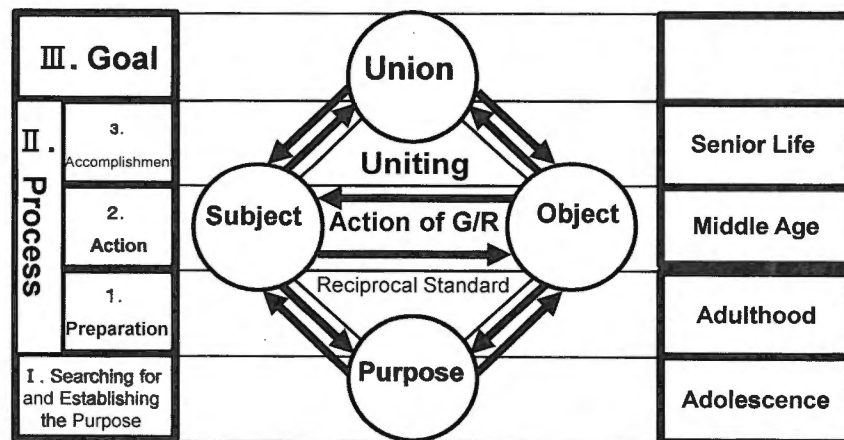 Ⅲ. Goal
Ⅱ. Process
3.
Accomplishment
2.
Action
1.
Preparation
Ⅰ. Searching for
and Establishing
the Purpose
Union
Uniting
Subject
Action of G/R
Object
Reciprocal Standard
Purpose
Senior Life
Middle Age
Adulthood
Adolescence